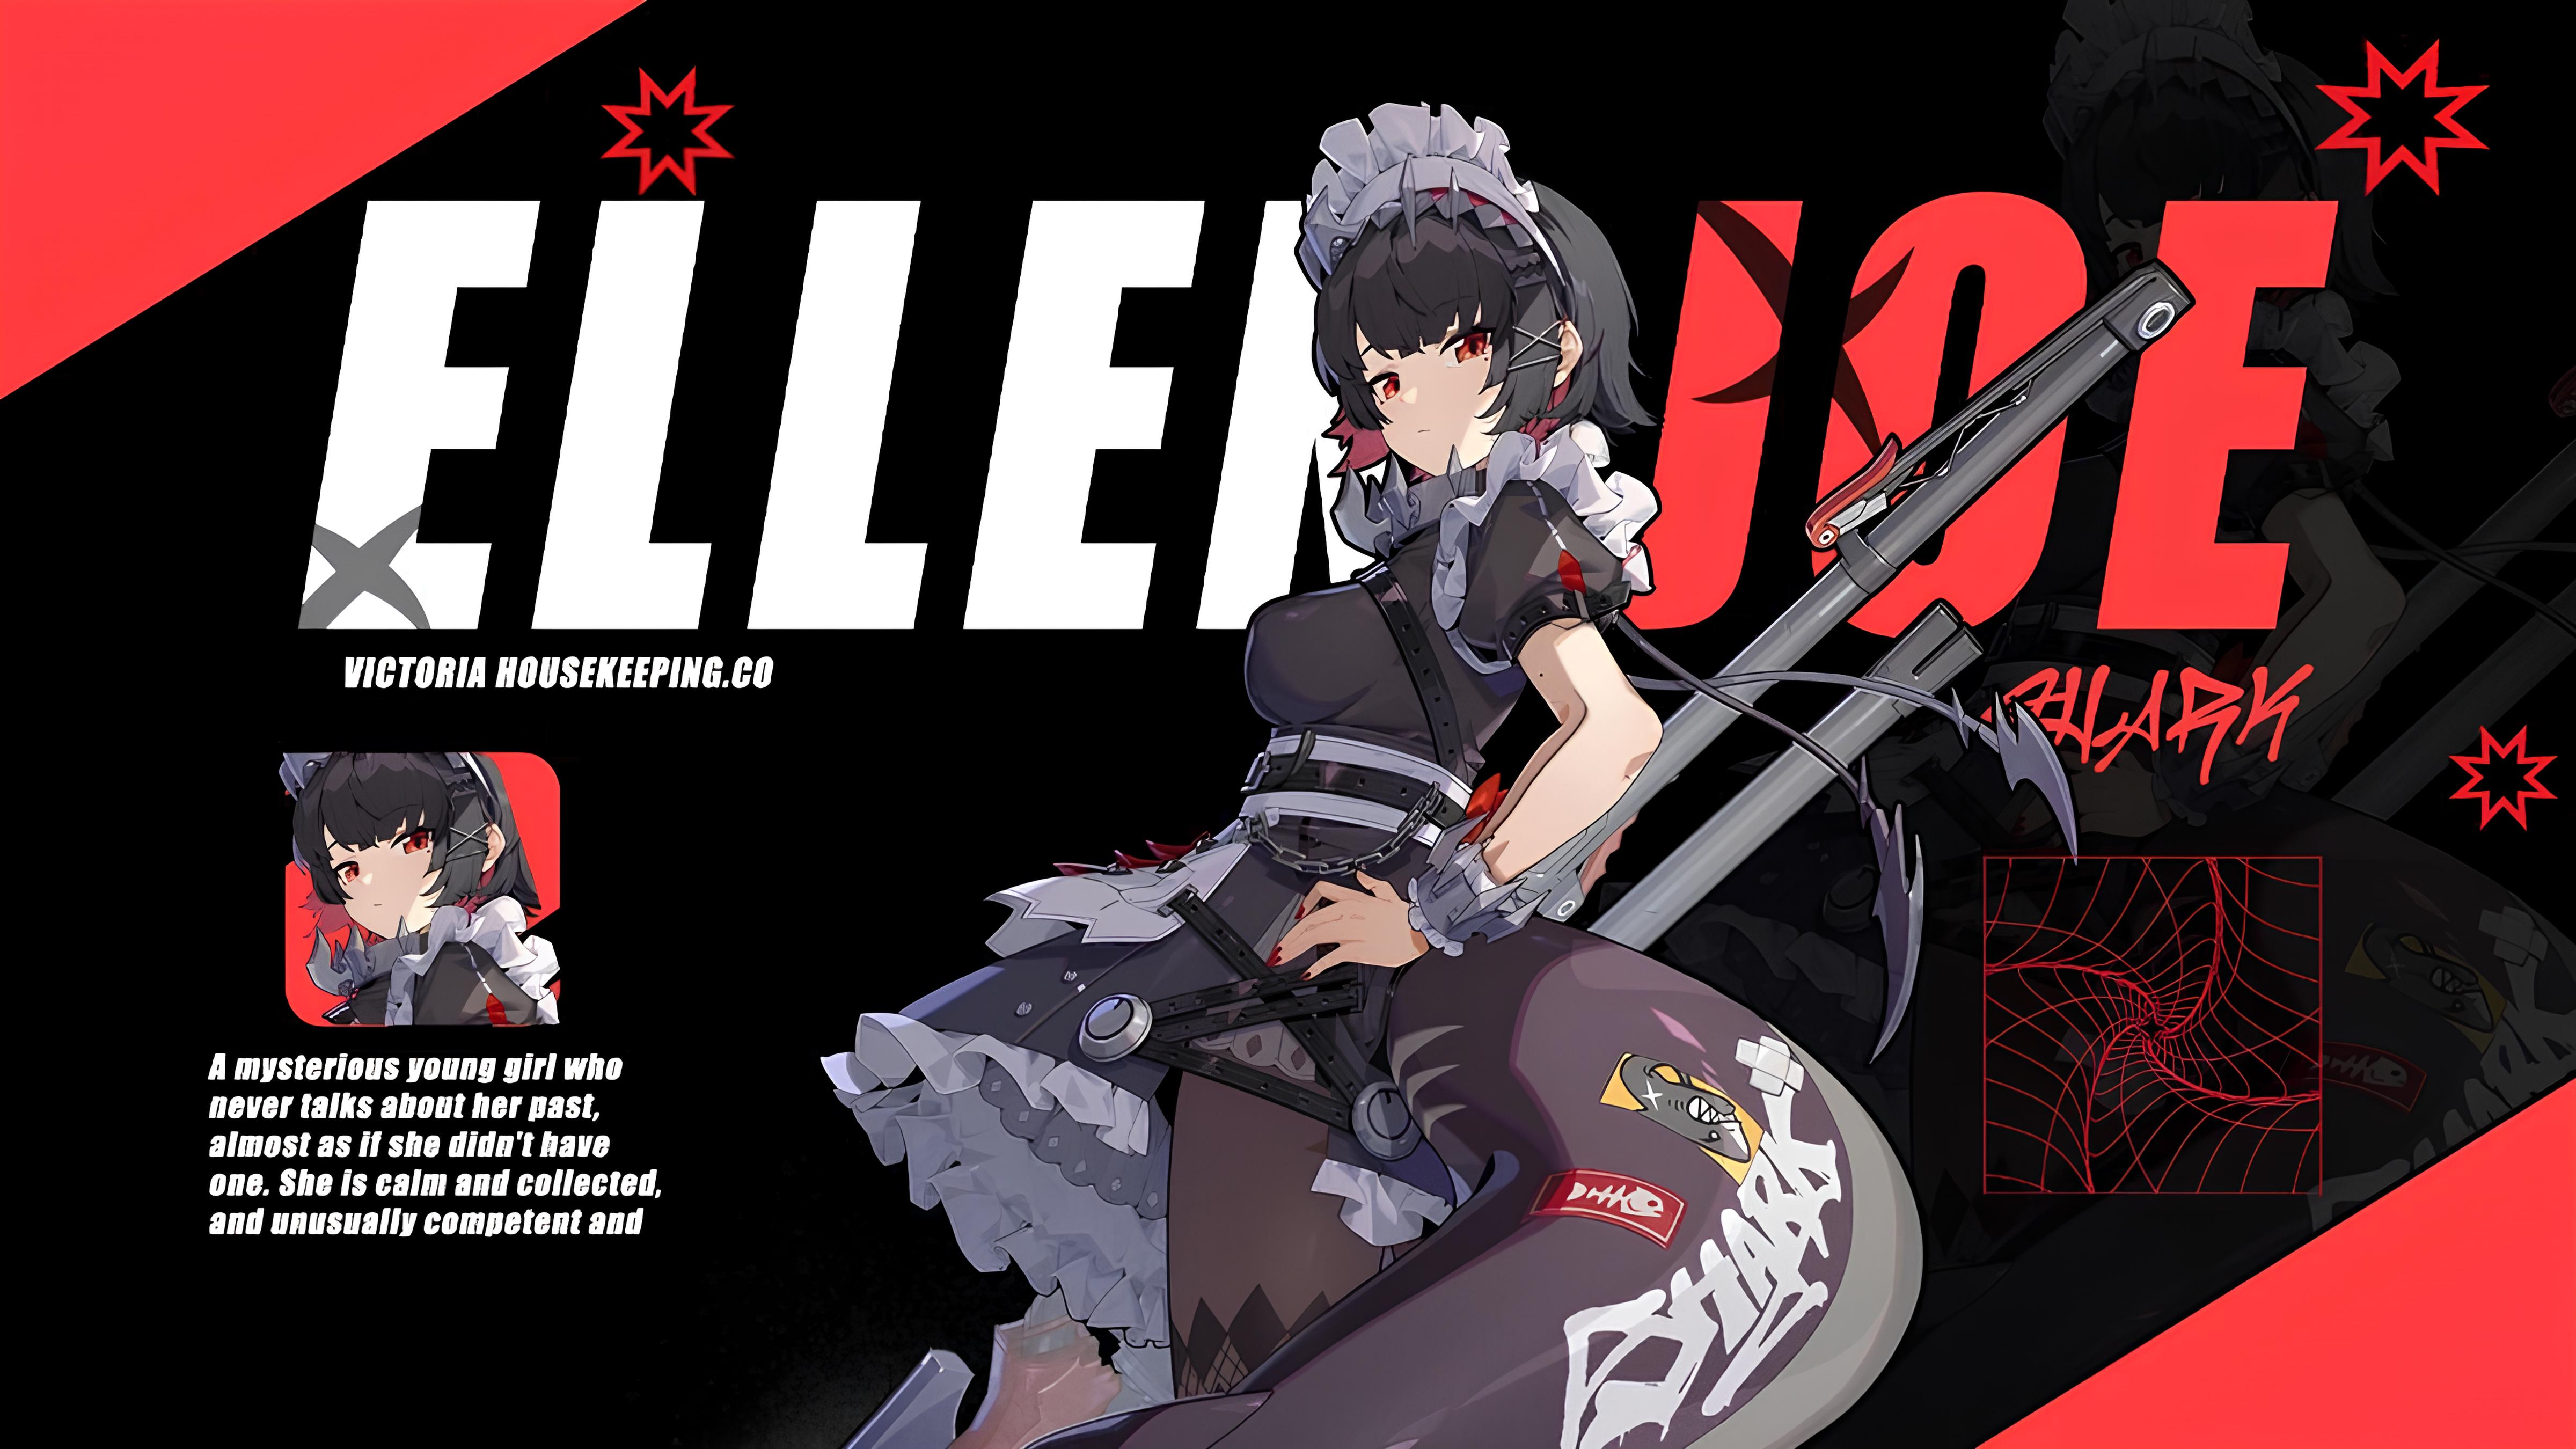 ELLEN JOE
VICTORIA HOUSEKEEPING.CO
SHARK
A mysterious young girl who
never talks about her past,
almost as if she didn't have
one. She is calm and collected,
and unusually competent and
SHARK